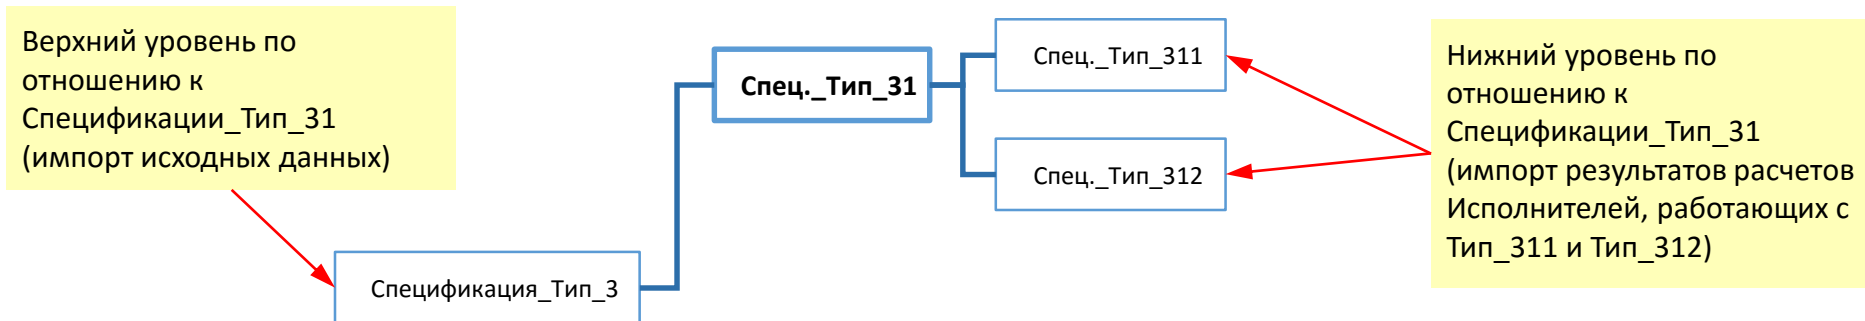 Верхний уровень по
отношению к
Спецификации_Тип_31
(импорт исходных данных)
Спецификация_Тип_3
Спец._Тип_31
Спец._Тип_311
Спец._Тип_312
Нижний уровень по
отношению к
Спецификации_Тип_31
(импорт результатов расчетов
Исполнителей, работающих с
Тип_311 и Тип_312)